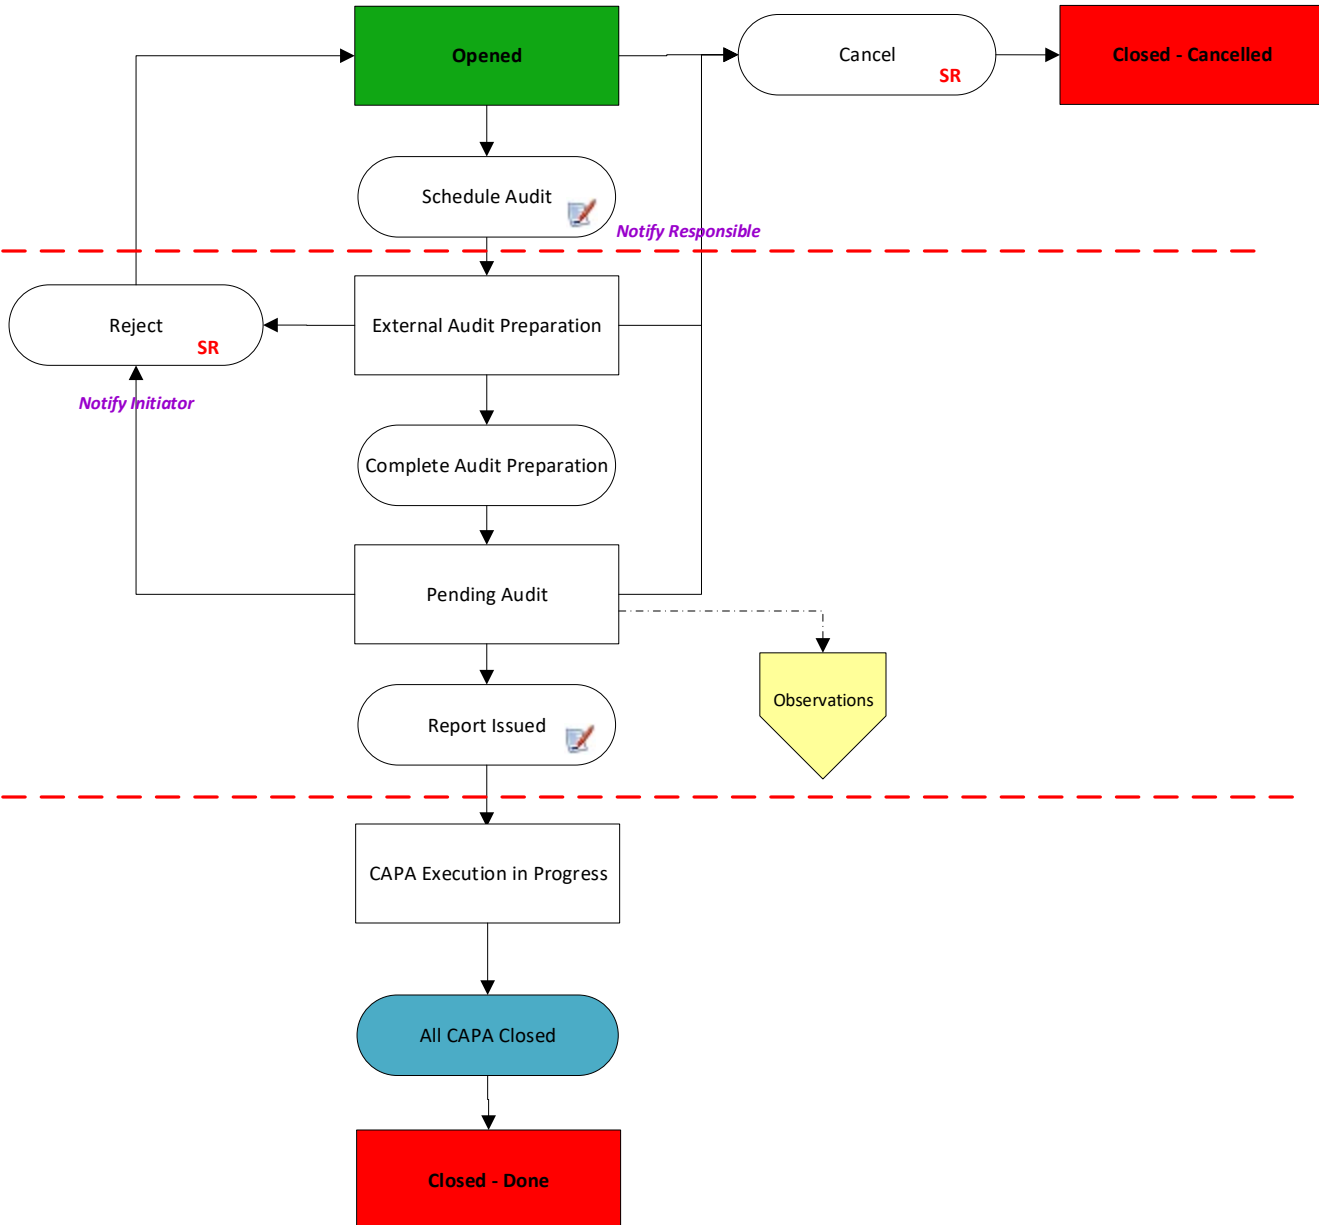 Opened
Cancel
SR
Closed - Cancelled
Schedule Audit
Notify Responsible
Reject
SR
External Audit Preparation
Notify Initiator
Complete Audit Preparation
Pending Audit
Observations
Report Issued
CAPA Execution in Progress
All CAPA Closed
Closed - Done